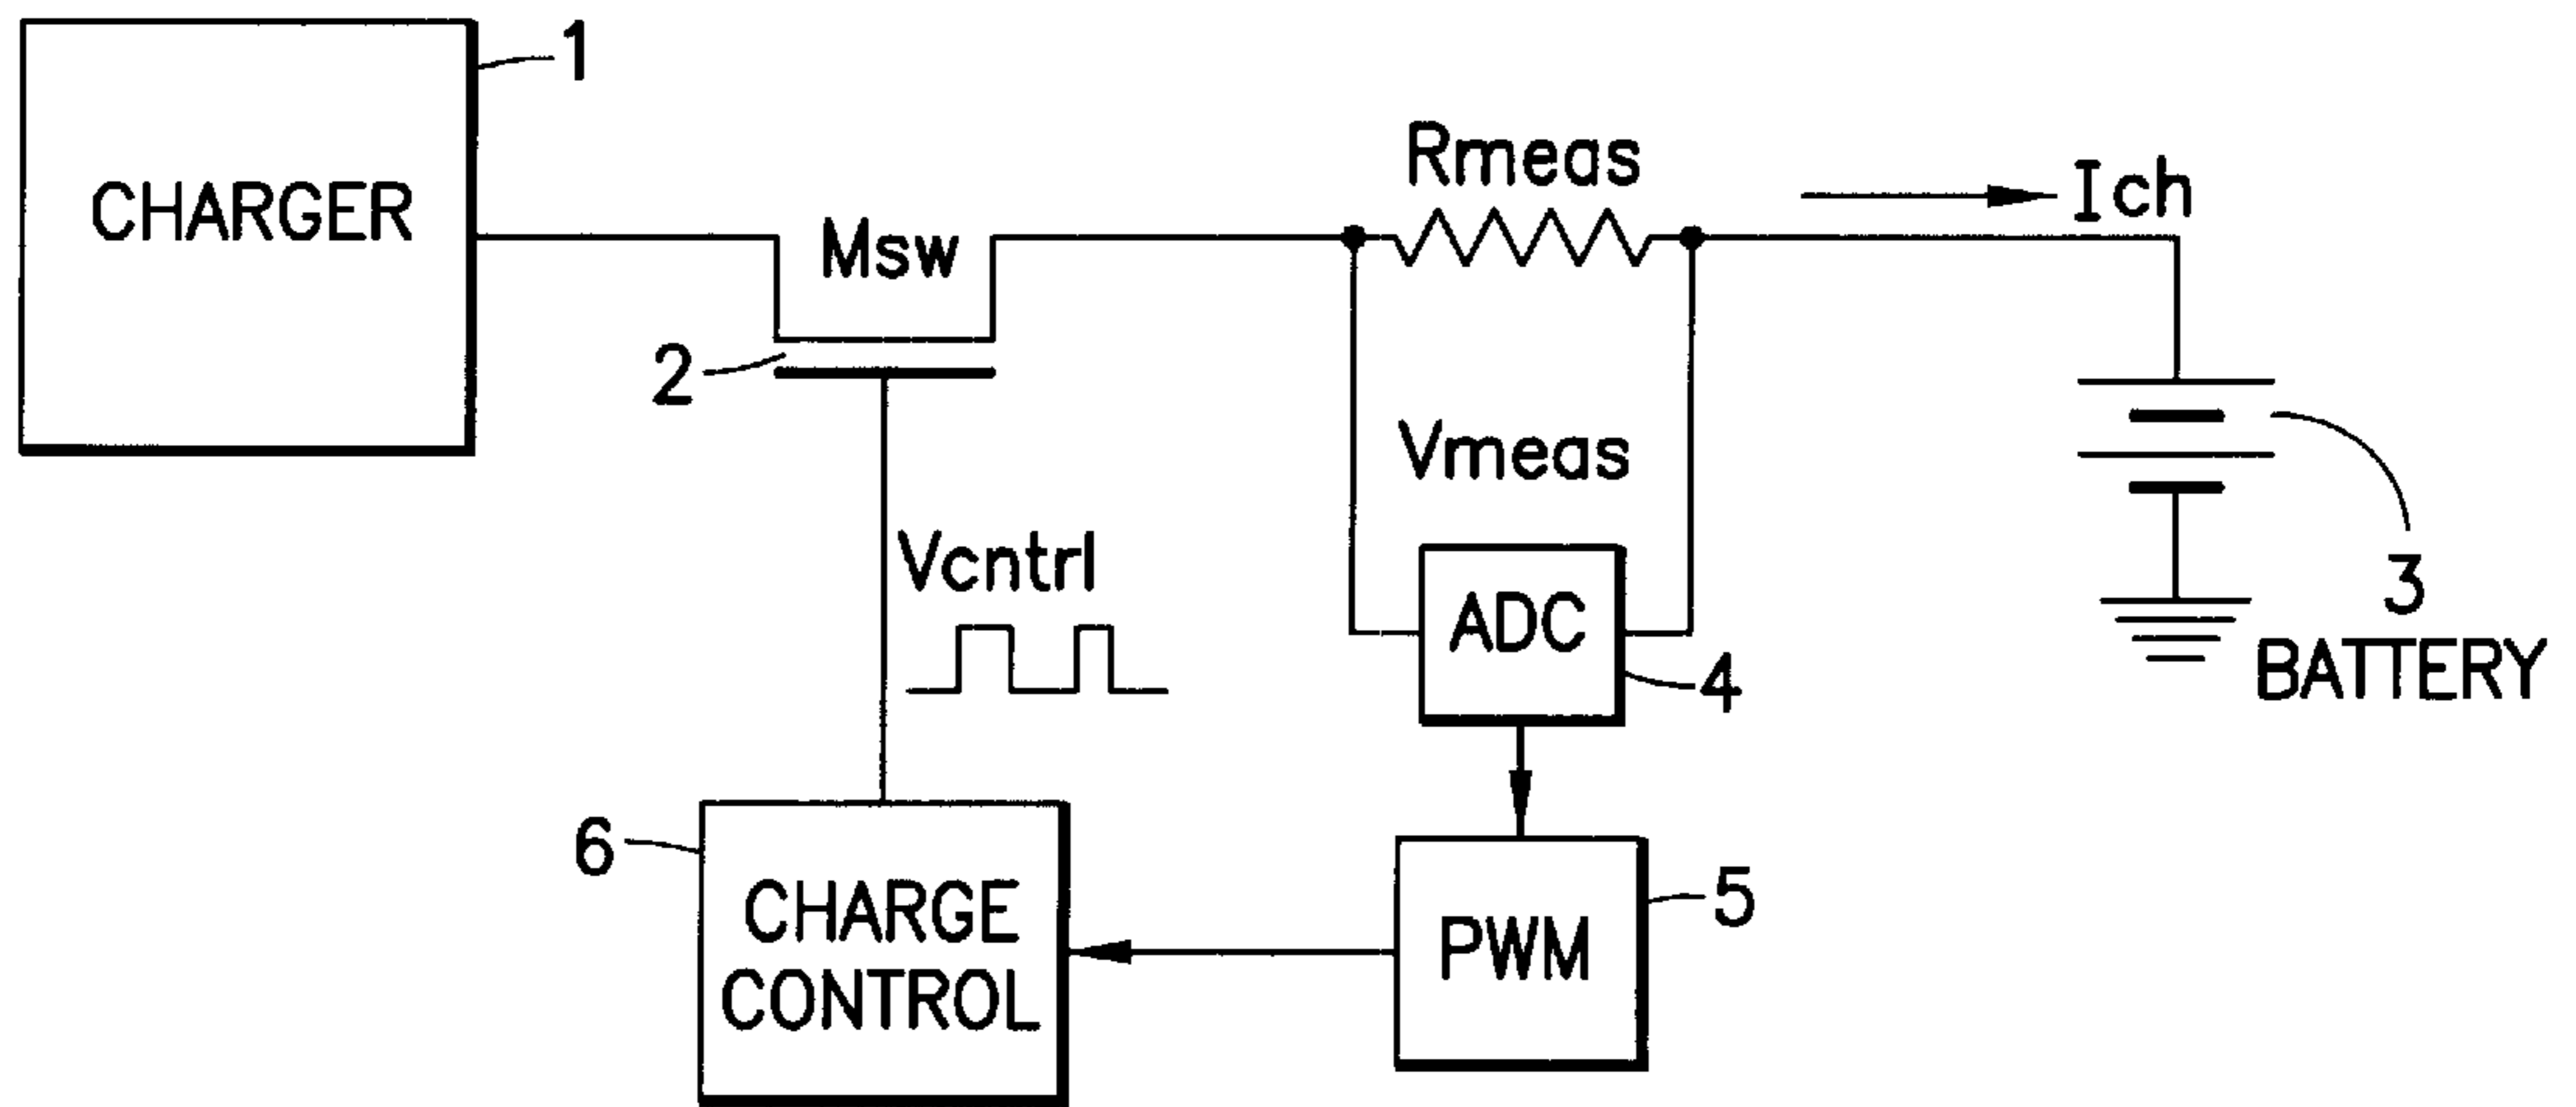 1
CHARGER
Msw
2
Rmeas
Ich
Vmeas
Vcntrl
ADC
4
3
BATTERY
6
CHARGE
CONTROL
PWM
5